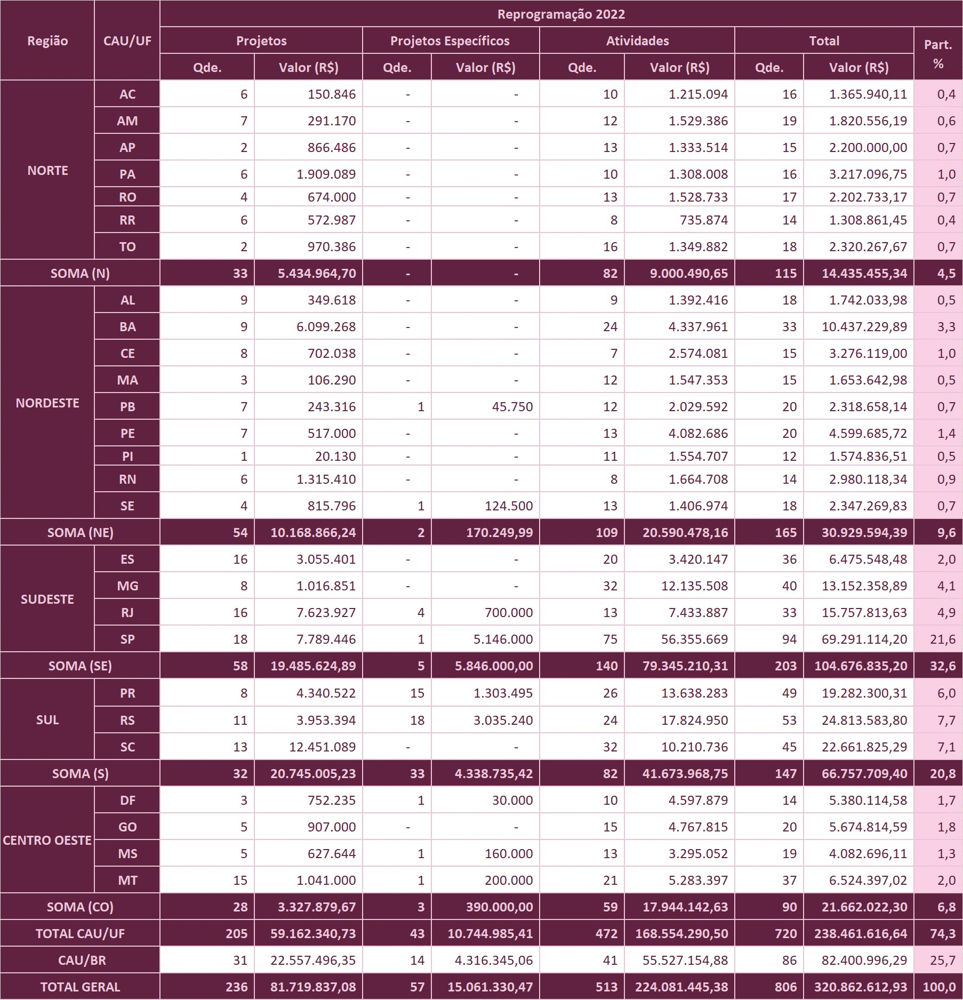 Região CAU/UF Reprogramação 2022
Projetos Projetos Específicos Atividades Total Part. %
Qde. Valor (R$) Qde. Valor (R$) Qde. Valor (R$) Qde. Valor (R$)
NORTE
AC 6 150.846 - - 10 1.215.094 16 1.365.940,11 0,4
AM 7 291.170 - - 12 1.529.386 19 1.820.556,19 0,6
AP 2 866.486 - - 13 1.333.514 15 2.200.000,00 0,7
PA 6 1.909.089 - - 10 1.308.008 16 3.217.096,75 1,0
RO 4 674.000 - - 13 1.528.733 17 2.202.733,17 0,7
RR 6 572.987 - - 8 735.874 14 1.308.861,45 0,4
TO 2 970.386 - - 16 1.349.882 18 2.320.267,67 0,7
SOMA (N) 33 5.434.964,70 - - 82 9.000.490,65 115 14.435.455,34 4,5
NORDESTE
AL 9 349.618 - - 9 1.392.416 18 1.742.033,98 0,5
BA 9 6.099.268 - - 24 4.337.961 33 10.437.229,89 3,3
CE 8 702.038 - - 7 2.574.081 15 3.276.119,00 1,0
MA 3 106.290 - - 12 1.547.353 15 1.653.642,98 0,5
PB 7 243.316 1 45.750 12 2.029.592 20 2.318.658,14 0,7
PE 7 517.000 - - 13 4.082.686 20 4.599.685,72 1,4
PI 1 20.130 - - 11 1.554.707 12 1.574.836,51 0,5
RN 6 1.315.410 - - 8 1.664.708 14 2.980.118,34 0,9
SE 4 815.796 1 124.500 13 1.406.974 18 2.347.269,83 0,7
SOMA (NE) 54 10.168.866,24 2 170.249,99 109 20.590.478,16 165 30.929.594,39 9,6
SUDESTE
ES 16 3.055.401 - - 20 3.420.147 36 6.475.548,48 2,0
MG 8 1.016.851 - - 32 12.135.508 40 13.152.358,89 4,1
RJ 16 7.623.927 4 700.000 13 7.433.887 33 15.757.813,63 4,9
SP 18 7.789.446 1 5.146.000 75 56.355.669 94 69.291.114,20 21,6
SOMA (SE) 58 19.485.624,89 5 5.846.000,00 140 79.345.210,31 203 104.676.835,20 32,6
SUL
PR 8 4.340.522 15 1.303.495 26 13.638.283 49 19.282.300,31 6,0
RS 11 3.953.394 18 3.035.240 24 17.824.950 53 24.813.583,80 7,7
SC 13 12.451.089 - - 32 10.210.736 45 22.661.825,29 7,1
SOMA (S) 32 20.745.005,23 33 4.338.735,42 82 41.673.968,75 147 66.757.709,40 20,8
CENTRO OESTE
DF 3 752.235 1 30.000 10 4.597.879 14 5.380.114,58 1,7
GO 5 907.000 - - 15 4.767.815 20 5.674.814,59 1,8
MS 5 627.644 1 160.000 13 3.295.052 19 4.082.696,11 1,3
MT 15 1.041.000 1 200.000 21 5.283.397 37 6.524.397,02 2,0
SOMA (CO) 28 3.327.879,67 3 390.000,00 59 17.944.142,63 90 21.662.022,30 6,8
TOTAL CAU/UF 205 59.162.340,73 43 10.744.985,41 472 168.554.290,50 720 238.461.616,64 74,3
CAU/BR 31 22.557.496,35 14 4.316.345,06 41 55.527.154,88 86 82.400.996,29 25,7
TOTAL GERAL 236 81.719.837,08 57 15.061.330,47 513 224.081.445,38 806 320.862.612,93 100,0